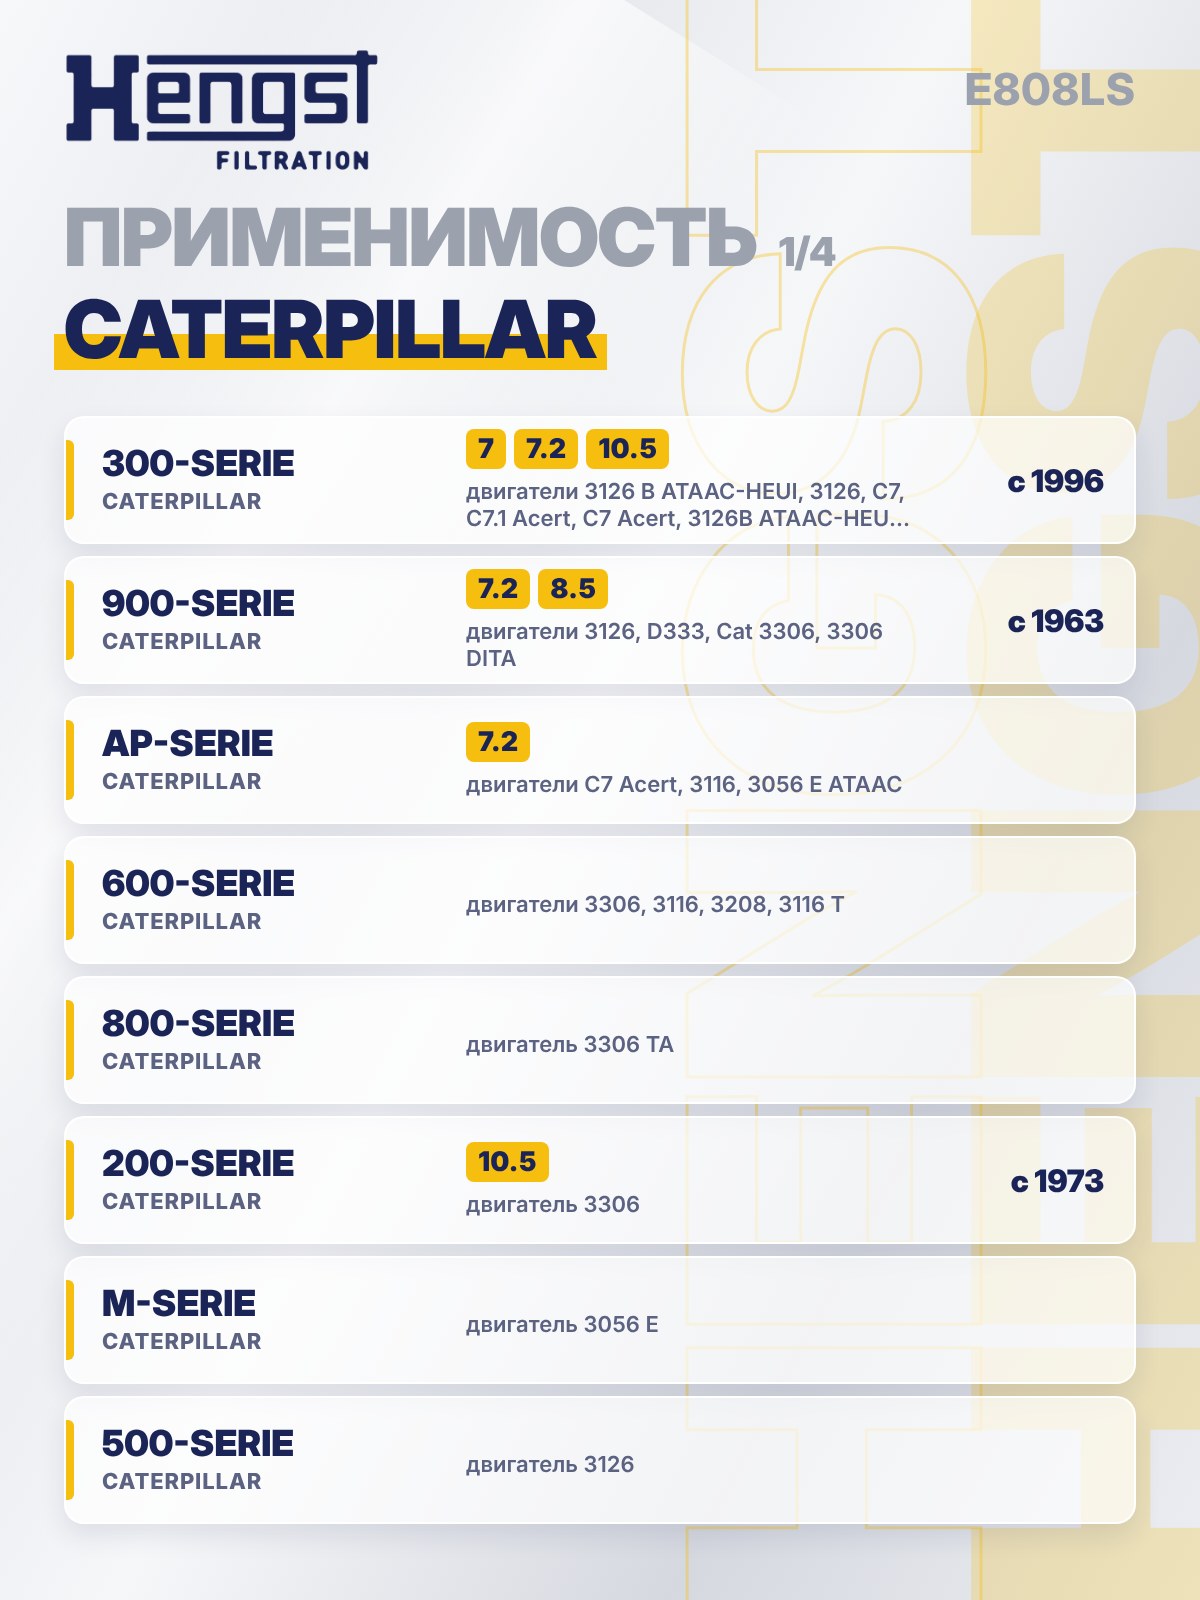 Hengst
FILTRATION
E808LS
ПРИМЕНИМОСТЬ 1/4
CATERPILLAR
300-SERIE
CATERPILLAR
7 7.2 10.5
двигатели 3126 B ATAAC-HEUI, 3126, C7,
C7.1 Acert, C7 Acert, 3126B ATAAC-HEU...
с 1996
900-SERIE
CATERPILLAR
7.2 8.5
двигатели 3126, D333, Cat 3306, 3306
DITA
с 1963
AP-SERIE
CATERPILLAR
7.2
двигатели C7 Acert, 3116, 3056 E ATAAC
600-SERIE
CATERPILLAR
двигатели 3306, 3116, 3208, 3116 T
800-SERIE
CATERPILLAR
двигатель 3306 TA
200-SERIE
CATERPILLAR
10.5
двигатель 3306
с 1973
M-SERIE
CATERPILLAR
двигатель 3056 E
500-SERIE
CATERPILLAR
двигатель 3126
HENGST
HENGST